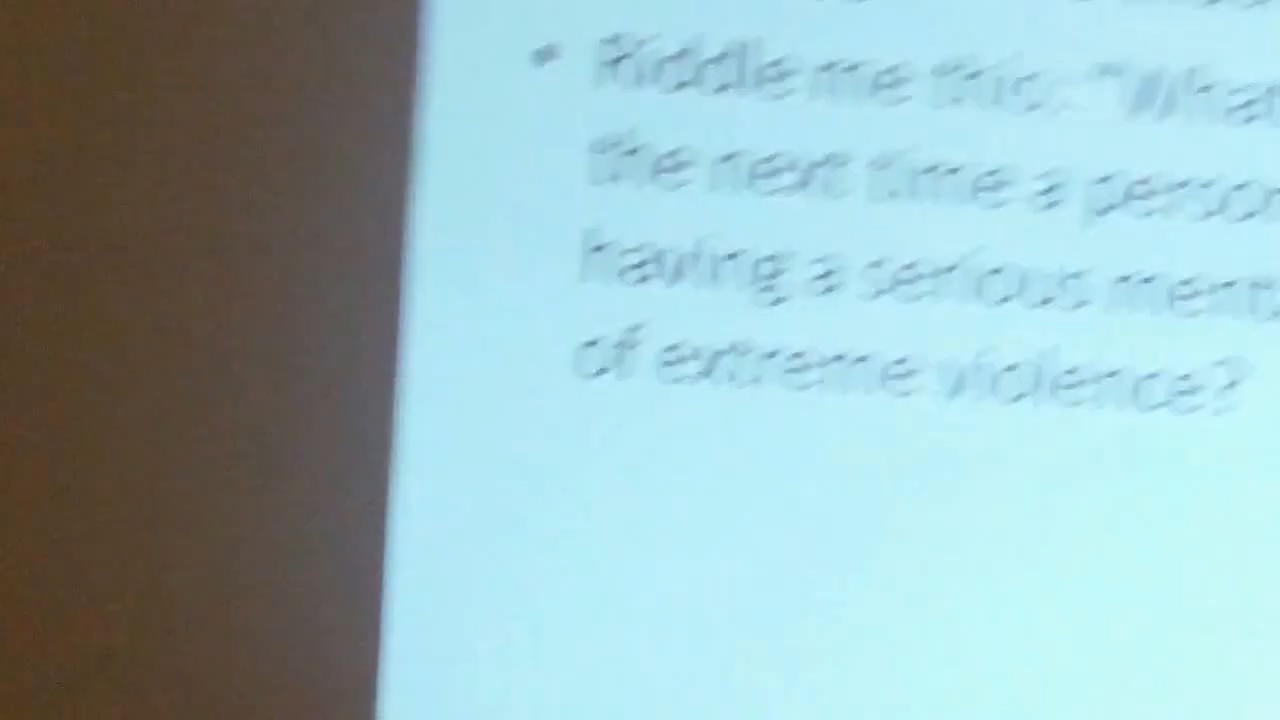 • Riddle me this: "What
the next time a person
having a serious ment
of extreme violence?